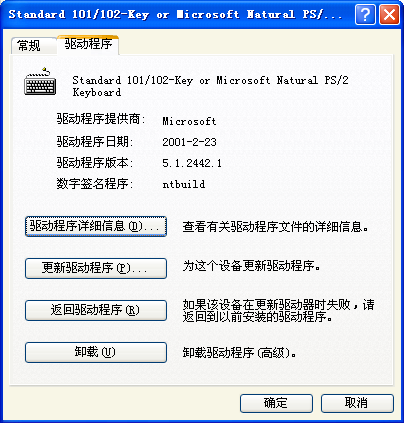 Standard 101/102-Key or Microsoft Natural PS/...
常规
驱动程序
Standard 101/102-Key or Microsoft Natural PS/2
Keyboard
驱动程序提供商: Microsoft
驱动程序日期: 2001-2-23
驱动程序版本: 5.1.2442.1
数字签名程序: ntbuild
驱动程序详细信息(D)... 查看有关驱动程序文件的详细信息。
更新驱动程序(P)... 为这个设备更新驱动程序。
返回驱动程序(R) 如果该设备在更新驱动器时失败，请
返回到以前安装的驱动程序。
卸载(U) 卸载驱动程序(高级)。
确定 取消